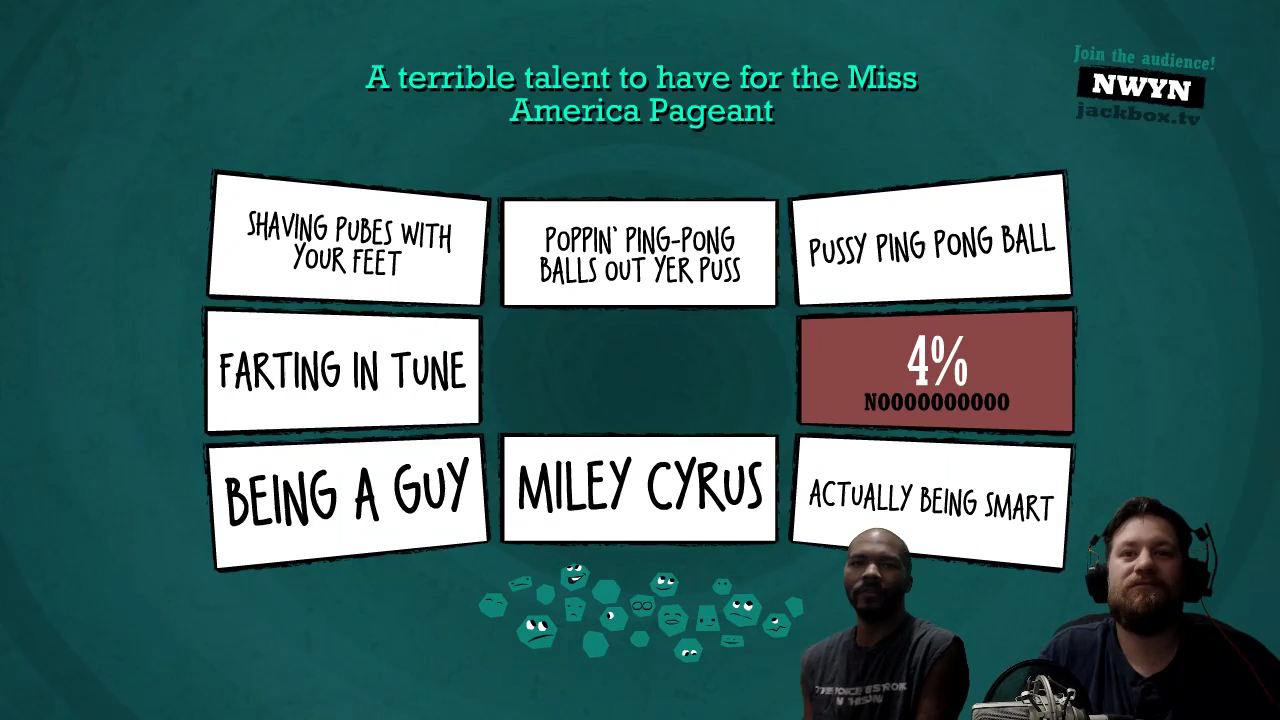 A terrible talent to have for the Miss
America Pageant
Join the audience!
NWYN
jackbox.tv
SHAVING PUBES WITH
YOUR FEET
POPPIN' PING-PONG
BALLS OUT YER PUSS
PUSSY PING PONG BALL
FARTING IN TUNE
4%
NOOOOOOOOOO
BEING A GUY
MILEY CYRUS
ACTUALLY BEING SMART